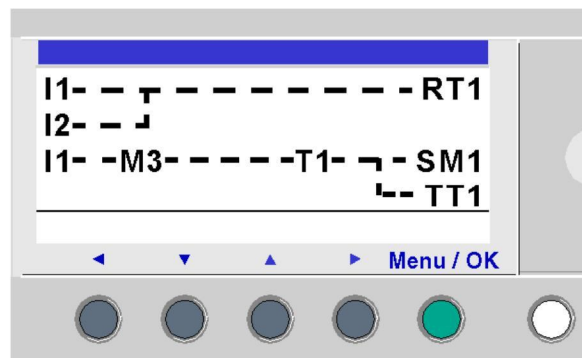 I1- - - - - - - - - RT1
I2- -
I1- -M3- - - - -T1- - - SM1
-- TT1
Menu / OK